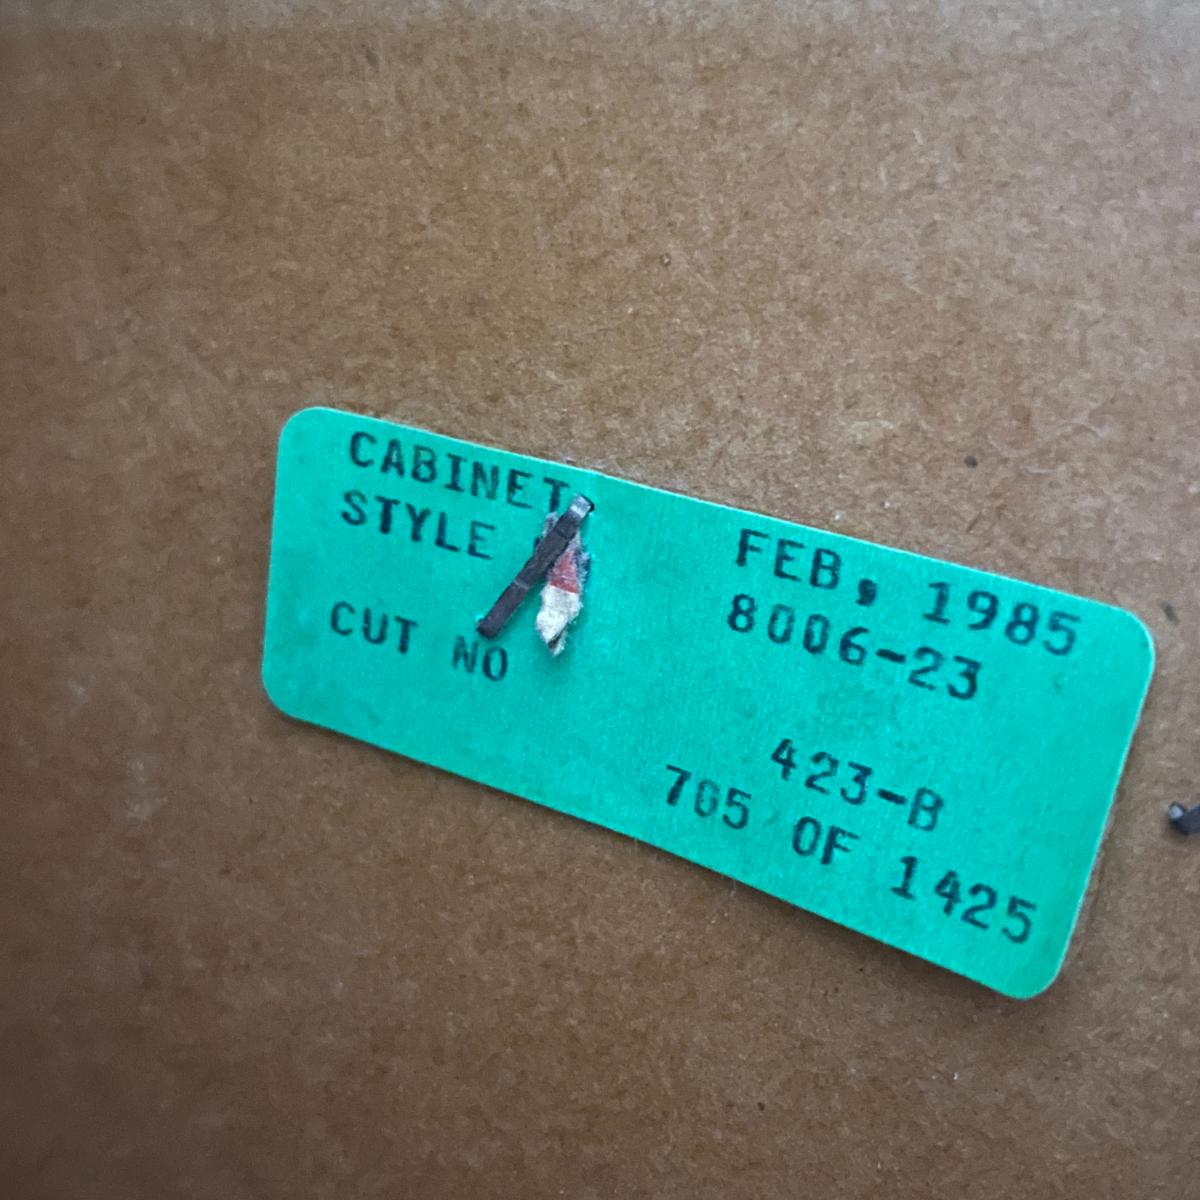 CABINET FEB, 1985
STYLE 8006-23
CUT NO 423-B
705 OF 1425